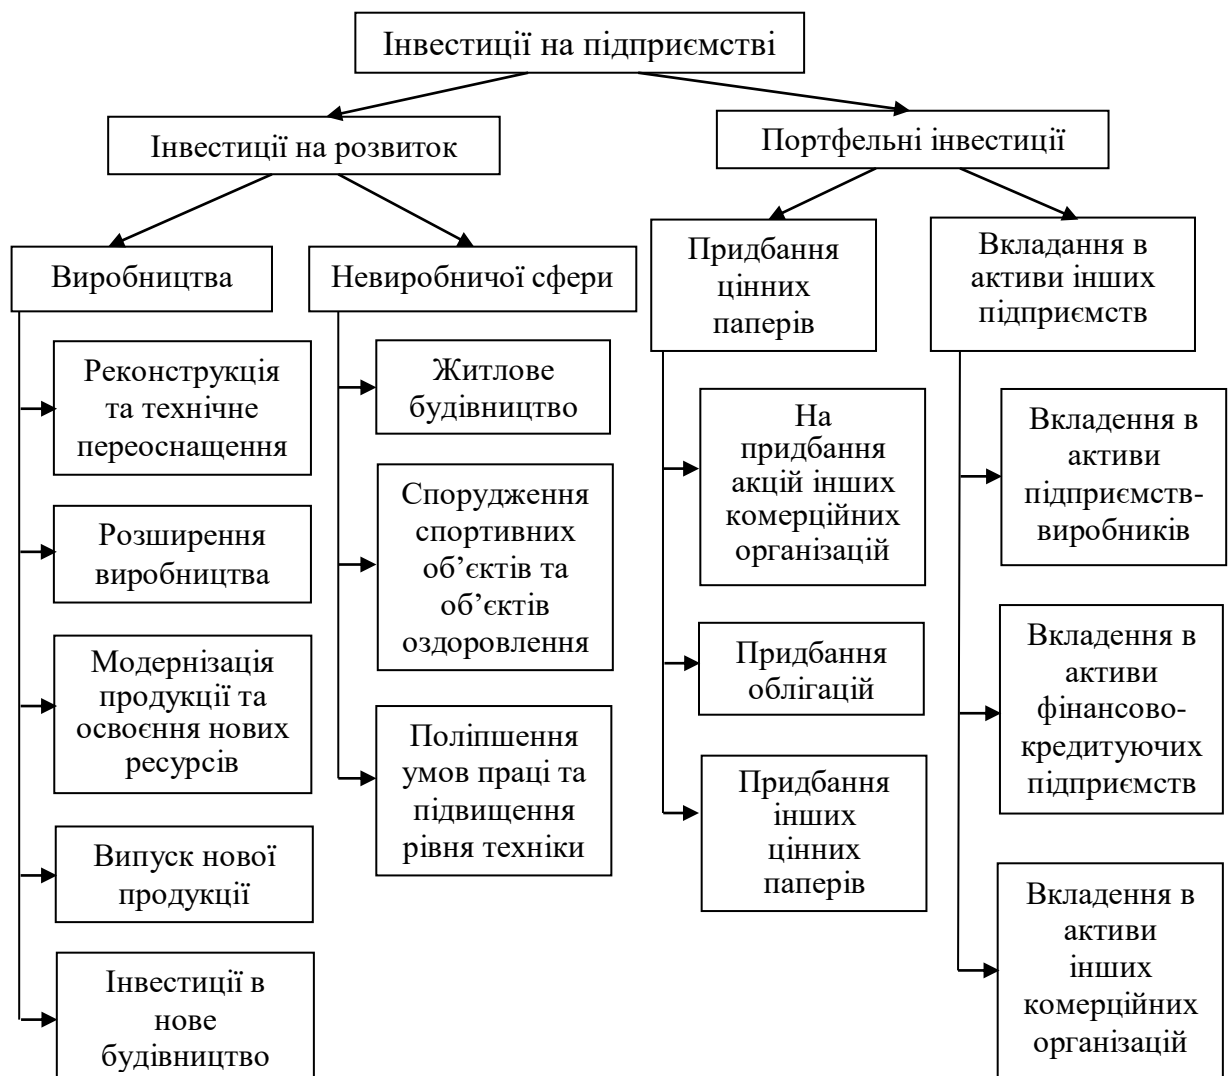 Інвестиції на підприємстві
Інвестиції на розвиток
Портфельні інвестиції
Виробництва
Невиробничої сфери
Придбання
цінних
паперів
Вкладання в
активи інших
підприємств
Реконструкція
та технічне
переоснащення
Розширення
виробництва
Модернізація
продукції та
освоєння нових
ресурсів
Випуск нової
продукції
Інвестиції в
нове
будівництво
Житлове
будівництво
Спорудження
спортивних
об’єктів та
об’єктів
оздоровлення
Поліпшення
умов праці та
підвищення
рівня техніки
На
придбання
акцій інших
комерційних
організацій
Придбання
облігацій
Придбання
інших
цінних
паперів
Вкладення в
активи
підприємств-
виробників
Вкладення в
активи
фінансово-
кредитуючих
підприємств
Вкладення в
активи
інших
комерційних
організацій